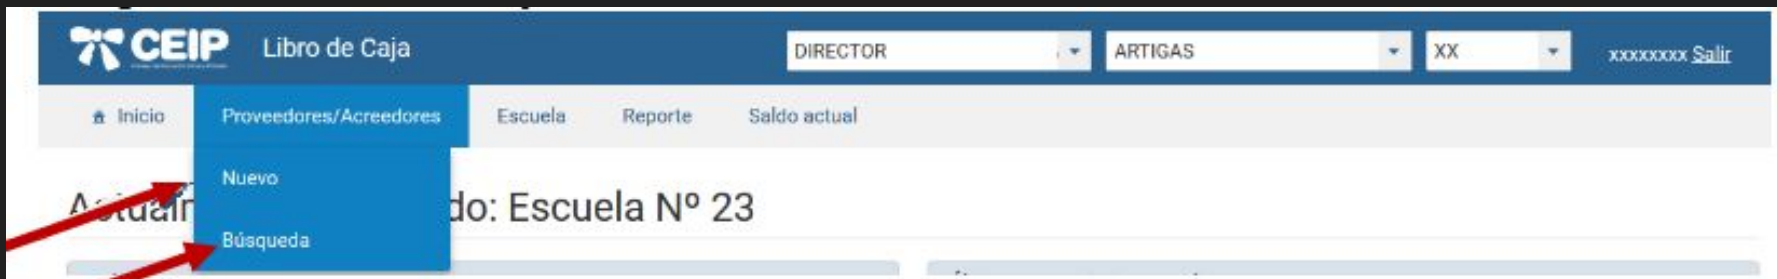 CEIP Libro de Caja DIRECTOR ARTIGAS XX xxxxxxxx Salir
Inicio Proveedores/Acreedores Escuela Reporte Saldo actual
Nuevo
do: Escuela Nº 23
Búsqueda